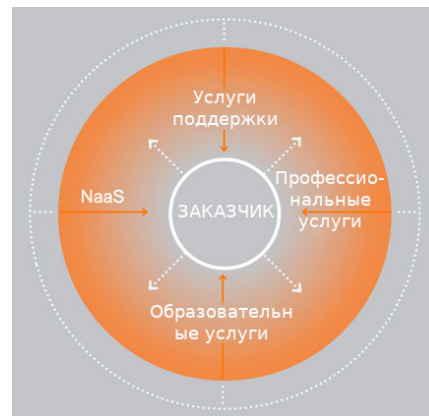 Услуги
поддержки
NaaS
ЗАКАЗЧИК
Профессио-
нальные
услуги
Образовательн
ые услуги